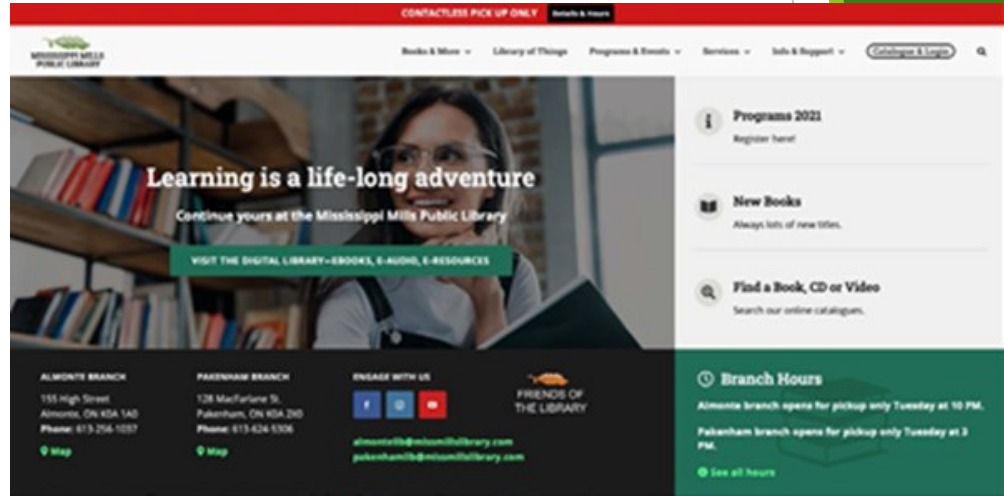 CONTACTLESS PICK UP ONLY Details & Hours
MISSISSIPPI MILLS
PUBLIC LIBRARY
Books & More Library of Things Programs & Events Services Info & Support Catalogue & Login
Learning is a life-long adventure
Continue yours at the Mississippi Mills Public Library
VISIT THE DIGITAL LIBRARY—EBOOKS, E-AUDIO, E-RESOURCES
Programs 2021
Register here!
New Books
Always lots of new titles.
Find a Book, CD or Video
Search our online catalogues.
ALMONTE BRANCH
155 High Street
Almonte, ON K0A 1A0
Phone: 613-256-1037
Map
PAKENHAM BRANCH
128 MacFarlane St.
Pakenham, ON K0A 2X0
Phone: 613-624-5306
Map
ENGAGE WITH US
almontelib@missmillslibrary.com
pakenhamlib@missmillslibrary.com
FRIENDS OF
THE LIBRARY
Branch Hours
Almonte branch opens for pickup only Tuesday at 10 PM.
Pakenham branch opens for pickup only Tuesday at 3
PM.
See all hours